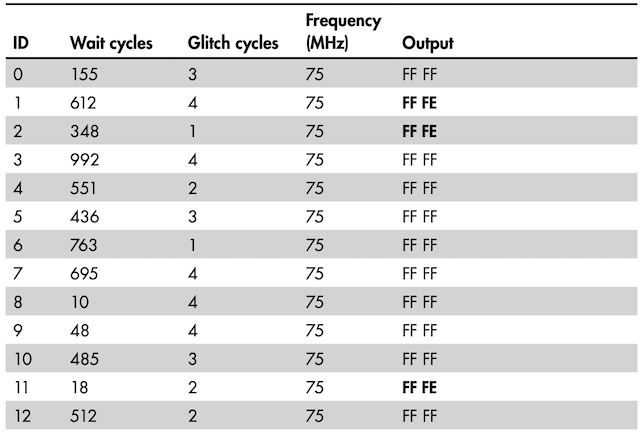 Frequency
ID Wait cycles Glitch cycles (MHz) Output
0 155 3 75 FF FF
1 612 4 75 FF FE
2 348 1 75 FF FE
3 992 4 75 FF FF
4 551 2 75 FF FF
5 436 3 75 FF FF
6 763 1 75 FF FF
7 695 4 75 FF FF
8 10 4 75 FF FF
9 48 4 75 FF FF
10 485 3 75 FF FF
11 18 2 75 FF FE
12 512 2 75 FF FF